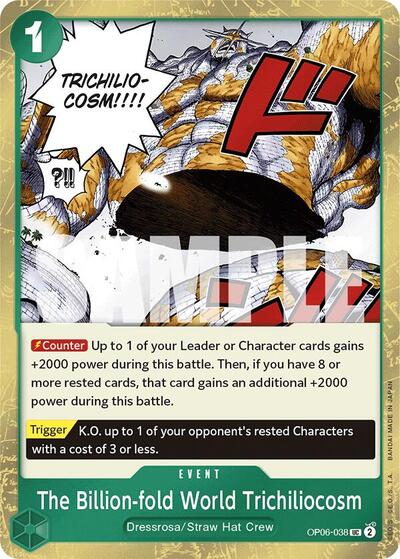 1
TRICHILIO-
COSM!!!!
?!!
ド
SAMPLE
Counter Up to 1 of your Leader or Character cards gains
+2000 power during this battle. Then, if you have 8 or
more rested cards, that card gains an additional +2000
power during this battle.
Trigger K.O. up to 1 of your opponent's rested Characters
with a cost of 3 or less.
EVENT
The Billion-fold World Trichiliocosm
Dressrosa/Straw Hat Crew
OP06-038 UC 2
BANDAI MADE IN JAPAN